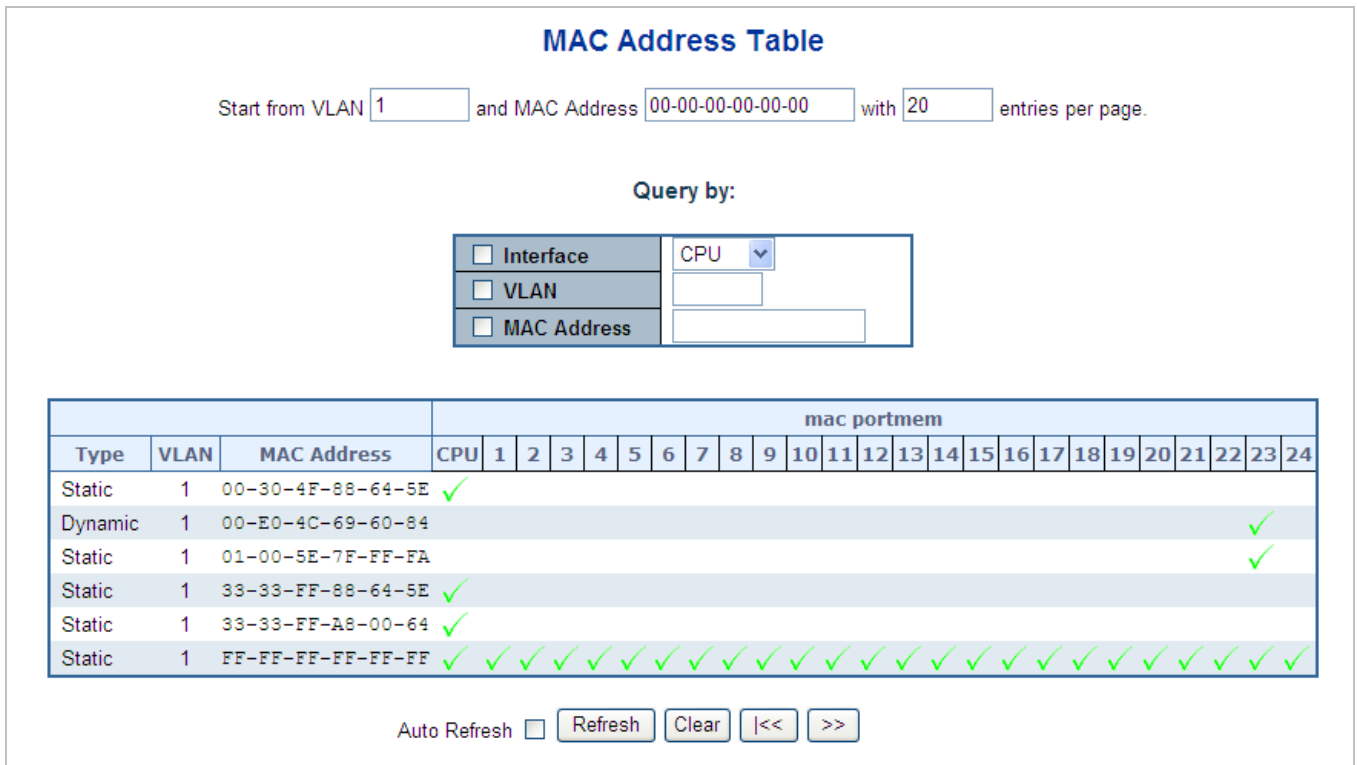 MAC Address Table
Start from VLAN 1 and MAC Address 00-00-00-00-00-00 with 20 entries per page.
Query by:
Interface CPU
VLAN
MAC Address
mac portmem
Type VLAN MAC Address CPU 1 2 3 4 5 6 7 8 9 10 11 12 13 14 15 16 17 18 19 20 21 22 23 24
Static 1 00-30-4F-88-64-5E
Dynamic 1 00-E0-4C-69-60-84
Static 1 01-00-5E-7F-FF-FA
Static 1 33-33-FF-88-64-5E
Static 1 33-33-FF-A8-00-64
Static 1 FF-FF-FF-FF-FF-FF
Auto Refresh Refresh Clear |<< >>